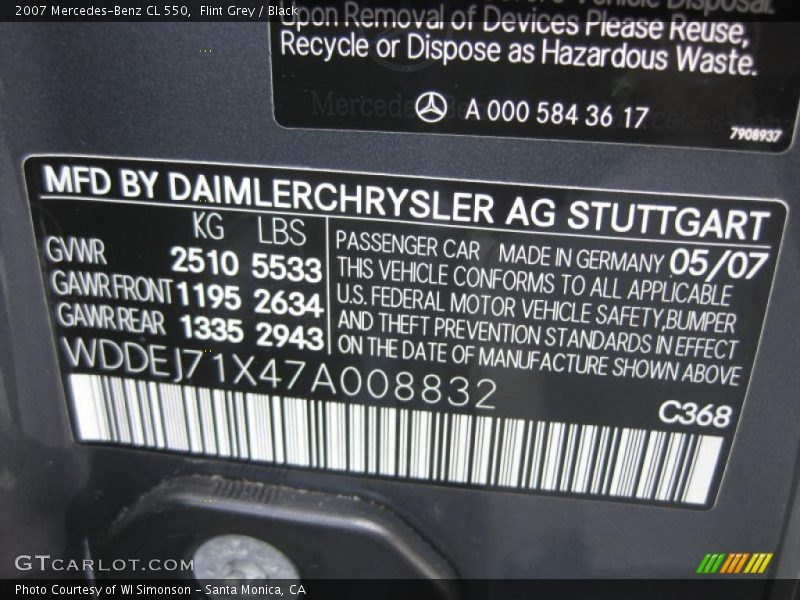 2007 Mercedes-Benz CL 550, Flint Grey / Black
Vehicle Disposal.
Upon Removal of Devices Please Reuse,
Recycle or Dispose as Hazardous Waste.
A 000 584 36 17
7908937
MFD BY DAIMLERCHRYSLER AG STUTTGART
KG LBS
GVWR 2510 5533
GAWR FRONT 1195 2634
GAWR REAR 1335 2943
PASSENGER CAR MADE IN GERMANY 05/07
THIS VEHICLE CONFORMS TO ALL APPLICABLE
U.S. FEDERAL MOTOR VEHICLE SAFETY,BUMPER
AND THEFT PREVENTION STANDARDS IN EFFECT
ON THE DATE OF MANUFACTURE SHOWN ABOVE
WDDEJ71X47A008832
C368
GTCARLOT.COM
Photo Courtesy of WI Simonson - Santa Monica, CA